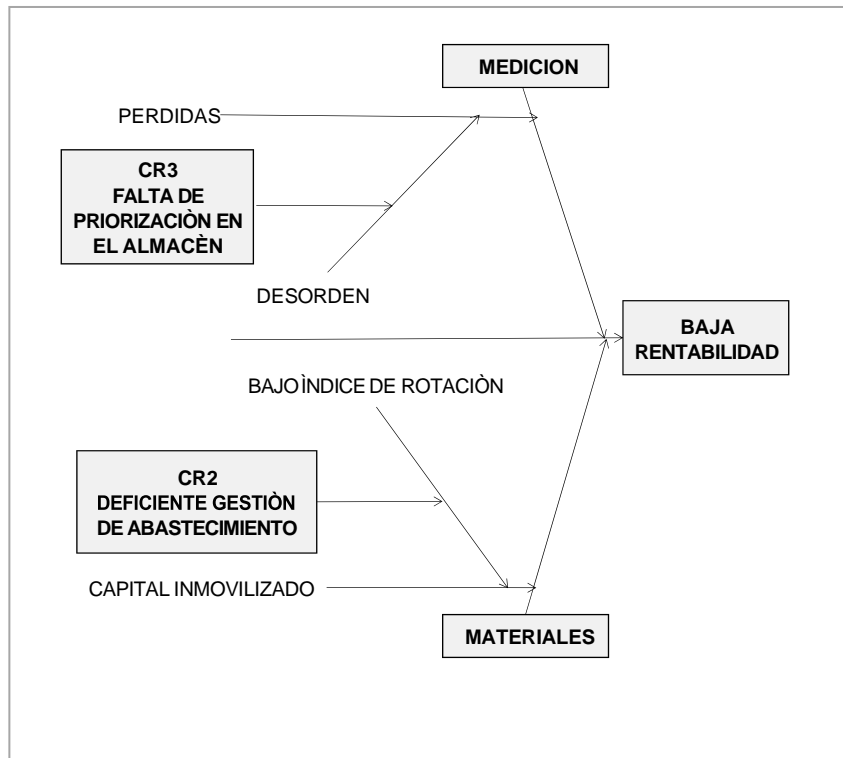 MEDICION
PERDIDAS
CR3
FALTA DE
PRIORIZACIÒN EN
EL ALMACÈN
DESORDEN
BAJA
RENTABILIDAD
BAJO ÌNDICE DE ROTACIÒN
CR2
DEFICIENTE GESTIÒN
DE ABASTECIMIENTO
CAPITAL INMOVILIZADO
MATERIALES